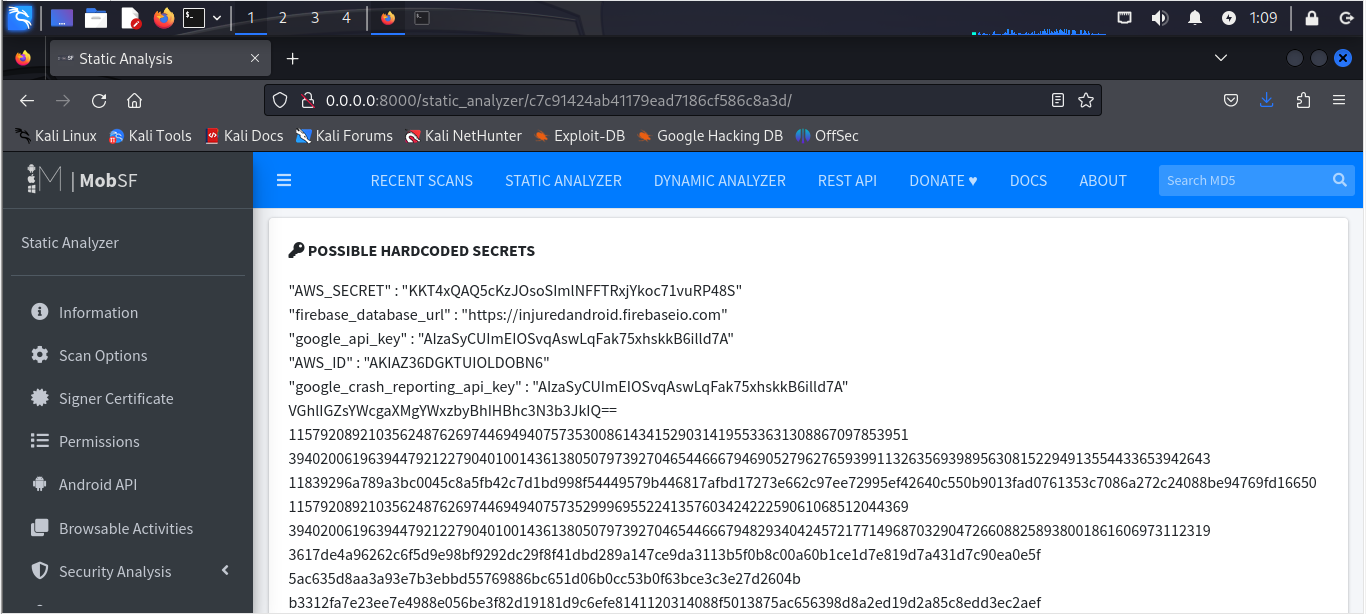 1 2 3 4 1:09
Static Analysis
0.0.0.0:8000/static_analyzer/c7c91424ab41179ead7186cf586c8a3d/
Kali Linux Kali Tools Kali Docs Kali Forums Kali NetHunter Exploit-DB Google Hacking DB OffSec
| MobSF
RECENT SCANS STATIC ANALYZER DYNAMIC ANALYZER REST API DONATE ♥ DOCS ABOUT Search MD5
Static Analyzer
Information
Scan Options
Signer Certificate
Permissions
Android API
Browsable Activities
Security Analysis
POSSIBLE HARDCODED SECRETS
"AWS_SECRET" : "KKT4xQAQ5cKzJOsoSImlNFFTRxjYkoc71vuRP48S"
"firebase_database_url" : "https://injuredandroid.firebaseio.com"
"google_api_key" : "AIzaSyCUImEIOSvqAswLqFak75xhskkB6illd7A"
"AWS_ID" : "AKIAZ36DGKTUIOLDOBN6"
"google_crash_reporting_api_key" : "AIzaSyCUImEIOSvqAswLqFak75xhskkB6illd7A"
VGhlIGZsYWcgaXMgYWxzbyBhIHBhc3N3b3JkIQ==
115792089210356248762697446949407573530086143415290314195533631308867097853951
39402006196394479212279040100143613805079739270465446667946905279627659399113263569398956308152294913554433653942643
11839296a789a3bc0045c8a5fb42c7d1bd998f54449579b446817afbd17273e662c97ee72995ef42640c550b9013fad0761353c7086a272c24088be94769fd16650
115792089210356248762697446949407573529996955224135760342422259061068512044369
39402006196394479212279040100143613805079739270465446667948293404245721771496870329047266088258938001861606973112319
3617de4a96262c6f5d9e98bf9292dc29f8f41dbd289a147ce9da3113b5f0b8c00a60b1ce1d7e819d7a431d7c90ea0e5f
5ac635d8aa3a93e7b3ebbd55769886bc651d06b0cc53b0f63bce3c3e27d2604b
b3312fa7e23ee7e4988e056be3f82d19181d9c6efe8141120314088f5013875ac656398d8a2ed19d2a85c8edd3ec2aef